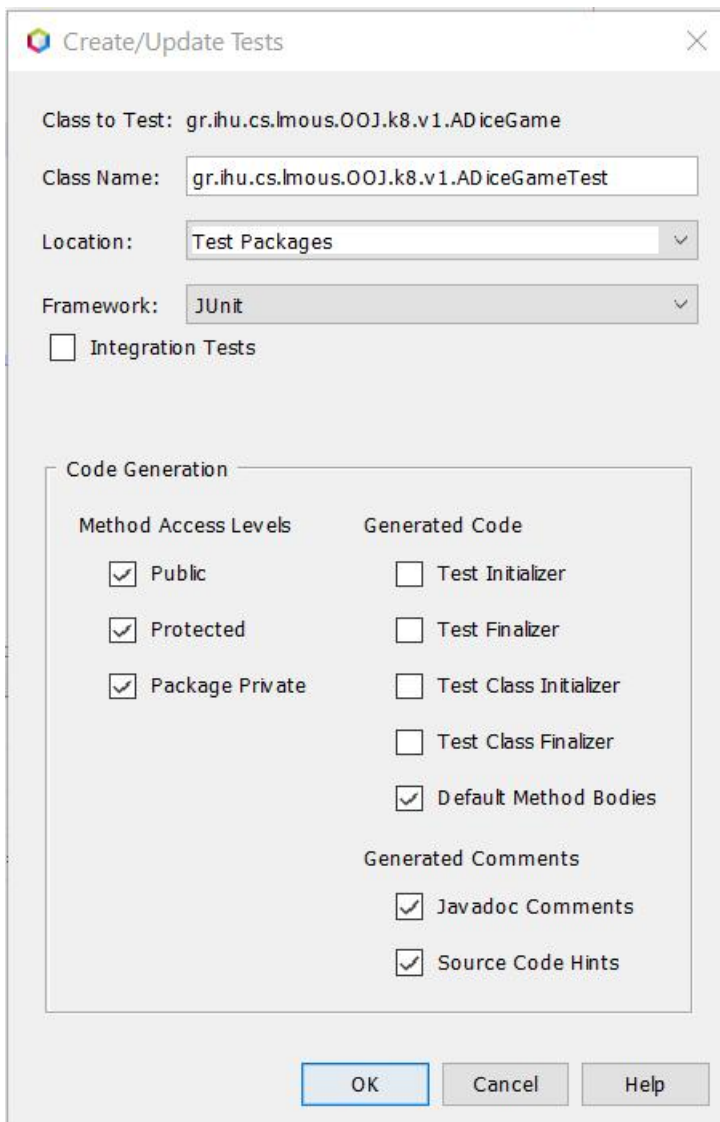 Create/Update Tests
Class to Test: gr.ihu.cs.lmous.OOJ.k8.v1.ADiceGame
Class Name: gr.ihu.cs.lmous.OOJ.k8.v1.ADiceGameTest
Location: Test Packages
Framework: JUnit
Integration Tests
Code Generation
Method Access Levels
Public
Protected
Package Private
Generated Code
Test Initializer
Test Finalizer
Test Class Initializer
Test Class Finalizer
Default Method Bodies
Generated Comments
Javadoc Comments
Source Code Hints
OK Cancel Help